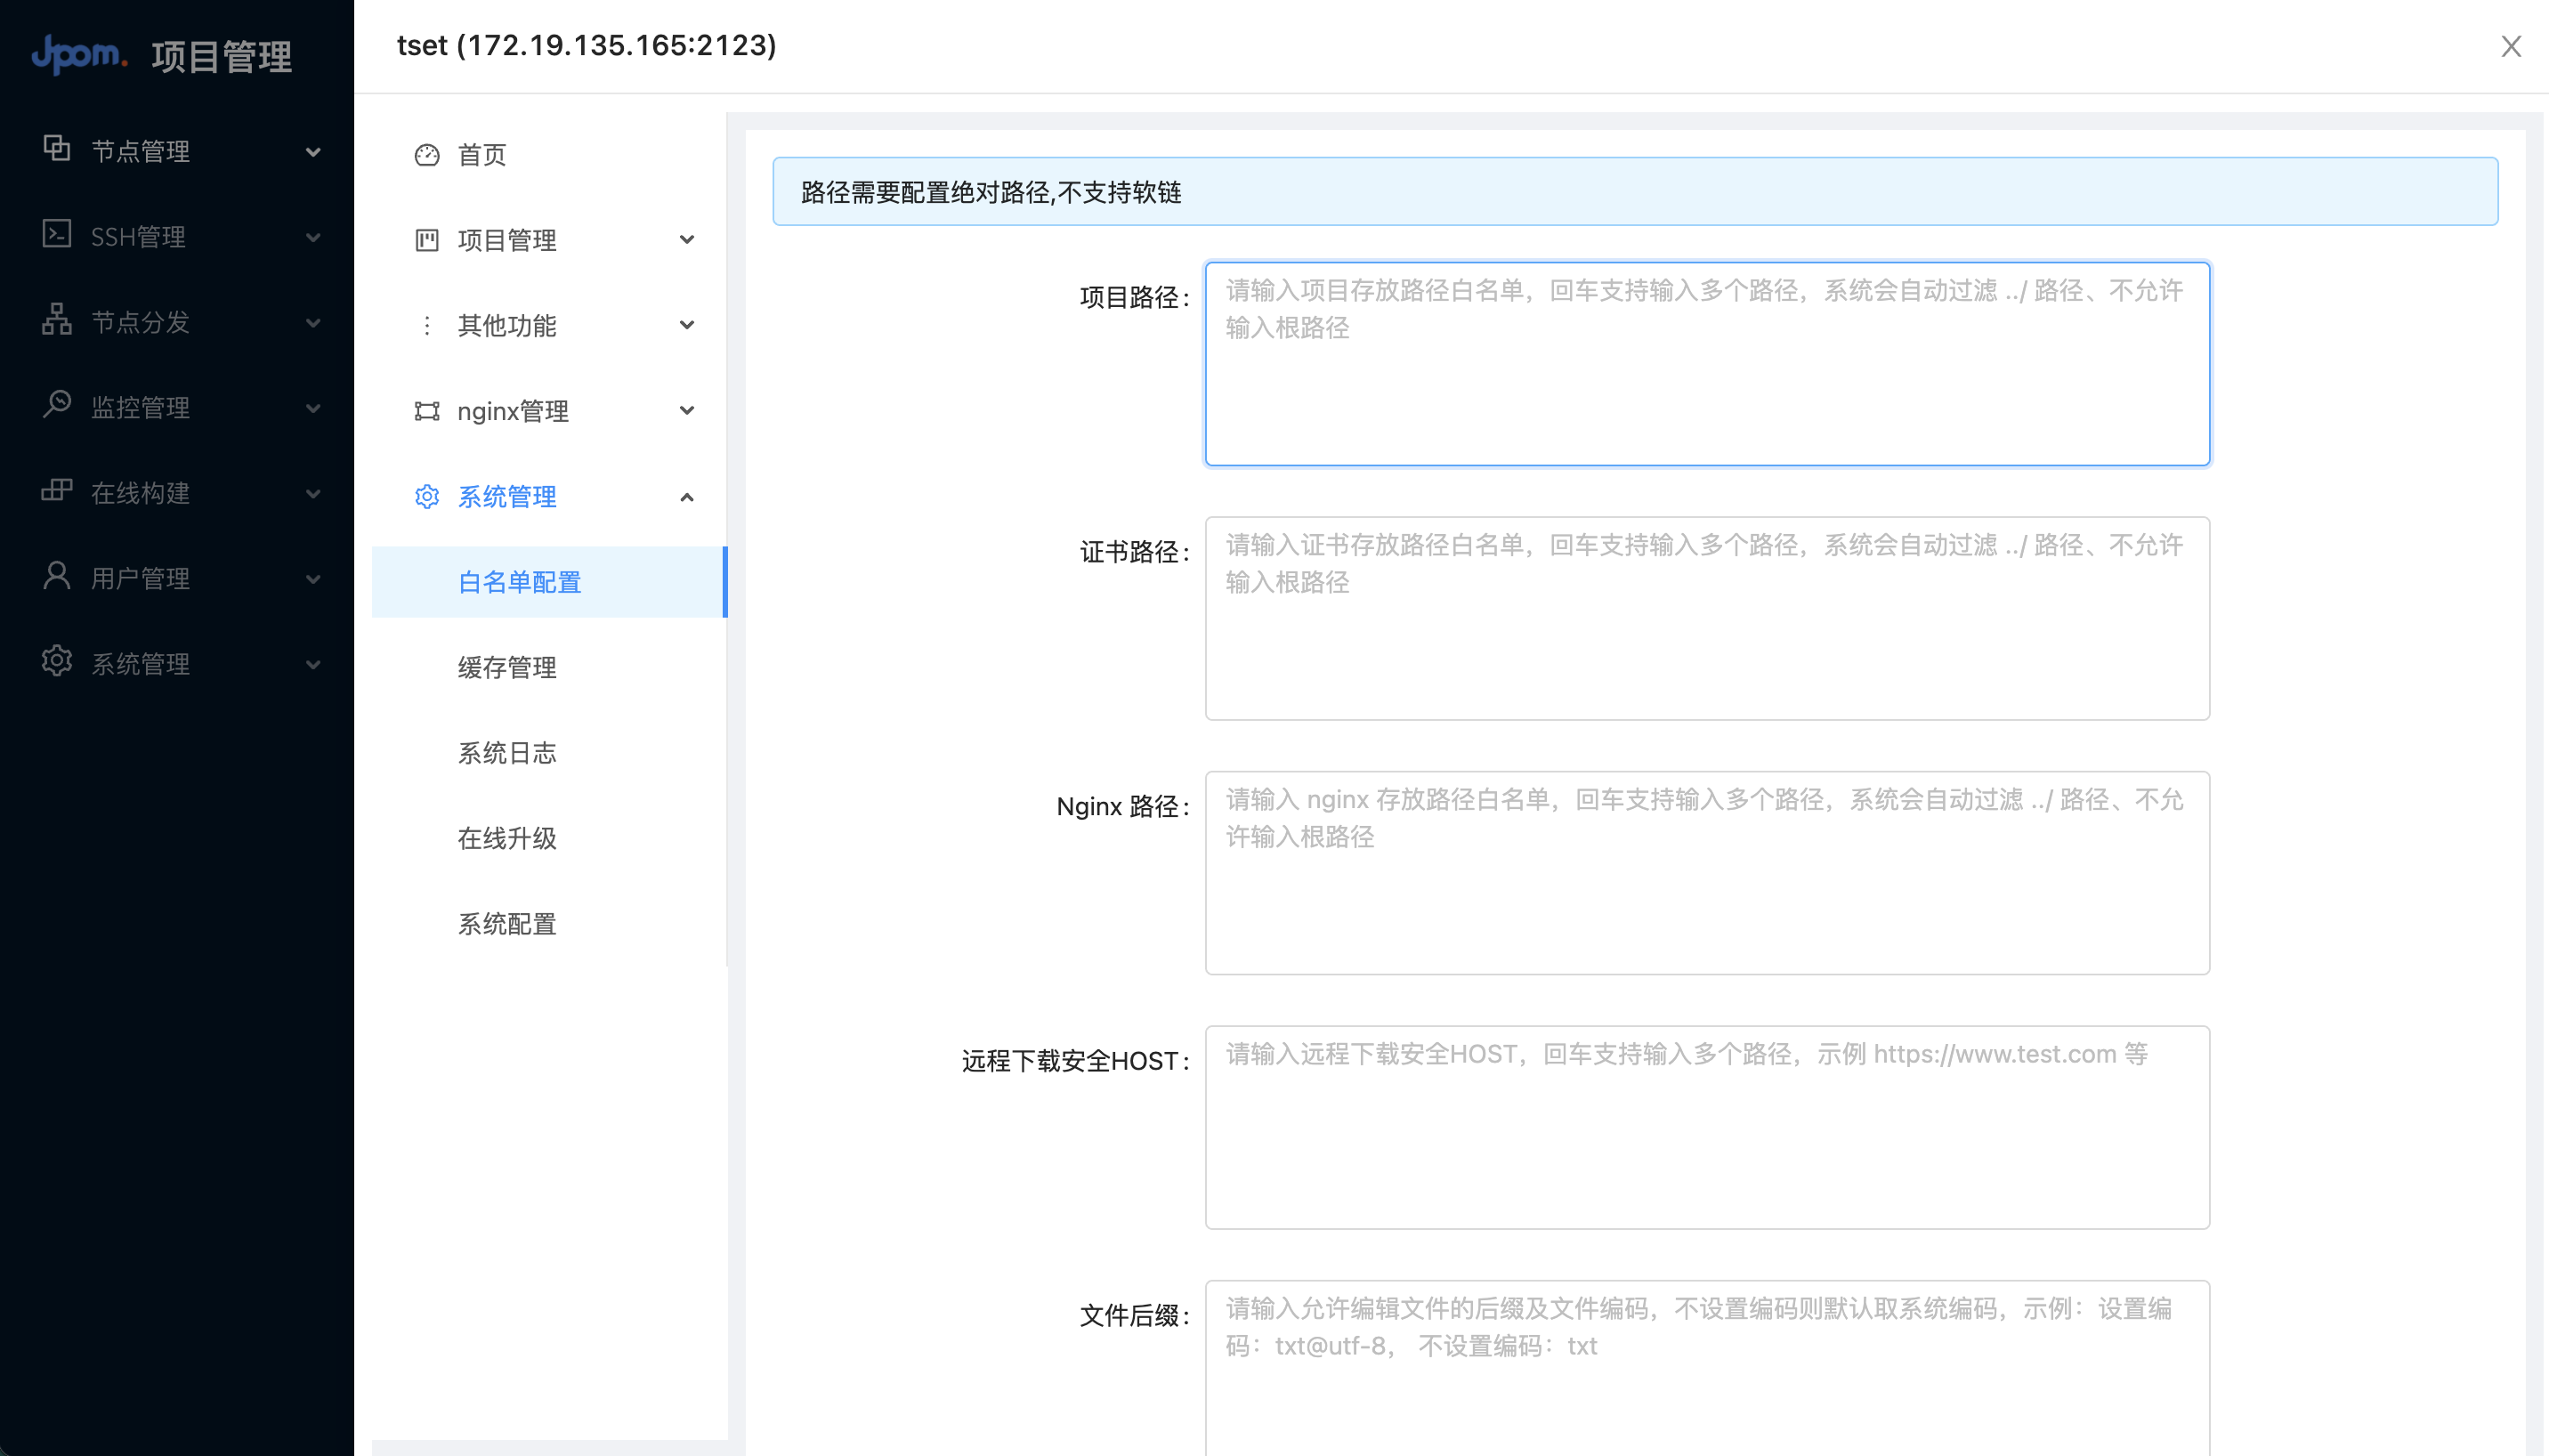 Jpom. 项目管理
节点管理
SSH管理
节点分发
监控管理
在线构建
用户管理
系统管理
tset (172.19.135.165:2123)
首页
项目管理
其他功能
nginx管理
系统管理
白名单配置
缓存管理
系统日志
在线升级
系统配置
路径需要配置绝对路径,不支持软链
项目路径:
请输入项目存放路径白名单，回车支持输入多个路径，系统会自动过滤 ../ 路径、不允许
输入根路径
证书路径:
请输入证书存放路径白名单，回车支持输入多个路径，系统会自动过滤 ../ 路径、不允许
输入根路径
Nginx 路径:
请输入 nginx 存放路径白名单，回车支持输入多个路径，系统会自动过滤 ../ 路径、不允
许输入根路径
远程下载安全HOST:
请输入远程下载安全HOST，回车支持输入多个路径，示例 https://www.test.com 等
文件后缀:
请输入允许编辑文件的后缀及文件编码，不设置编码则默认取系统编码，示例：设置编
码：txt@utf-8， 不设置编码：txt